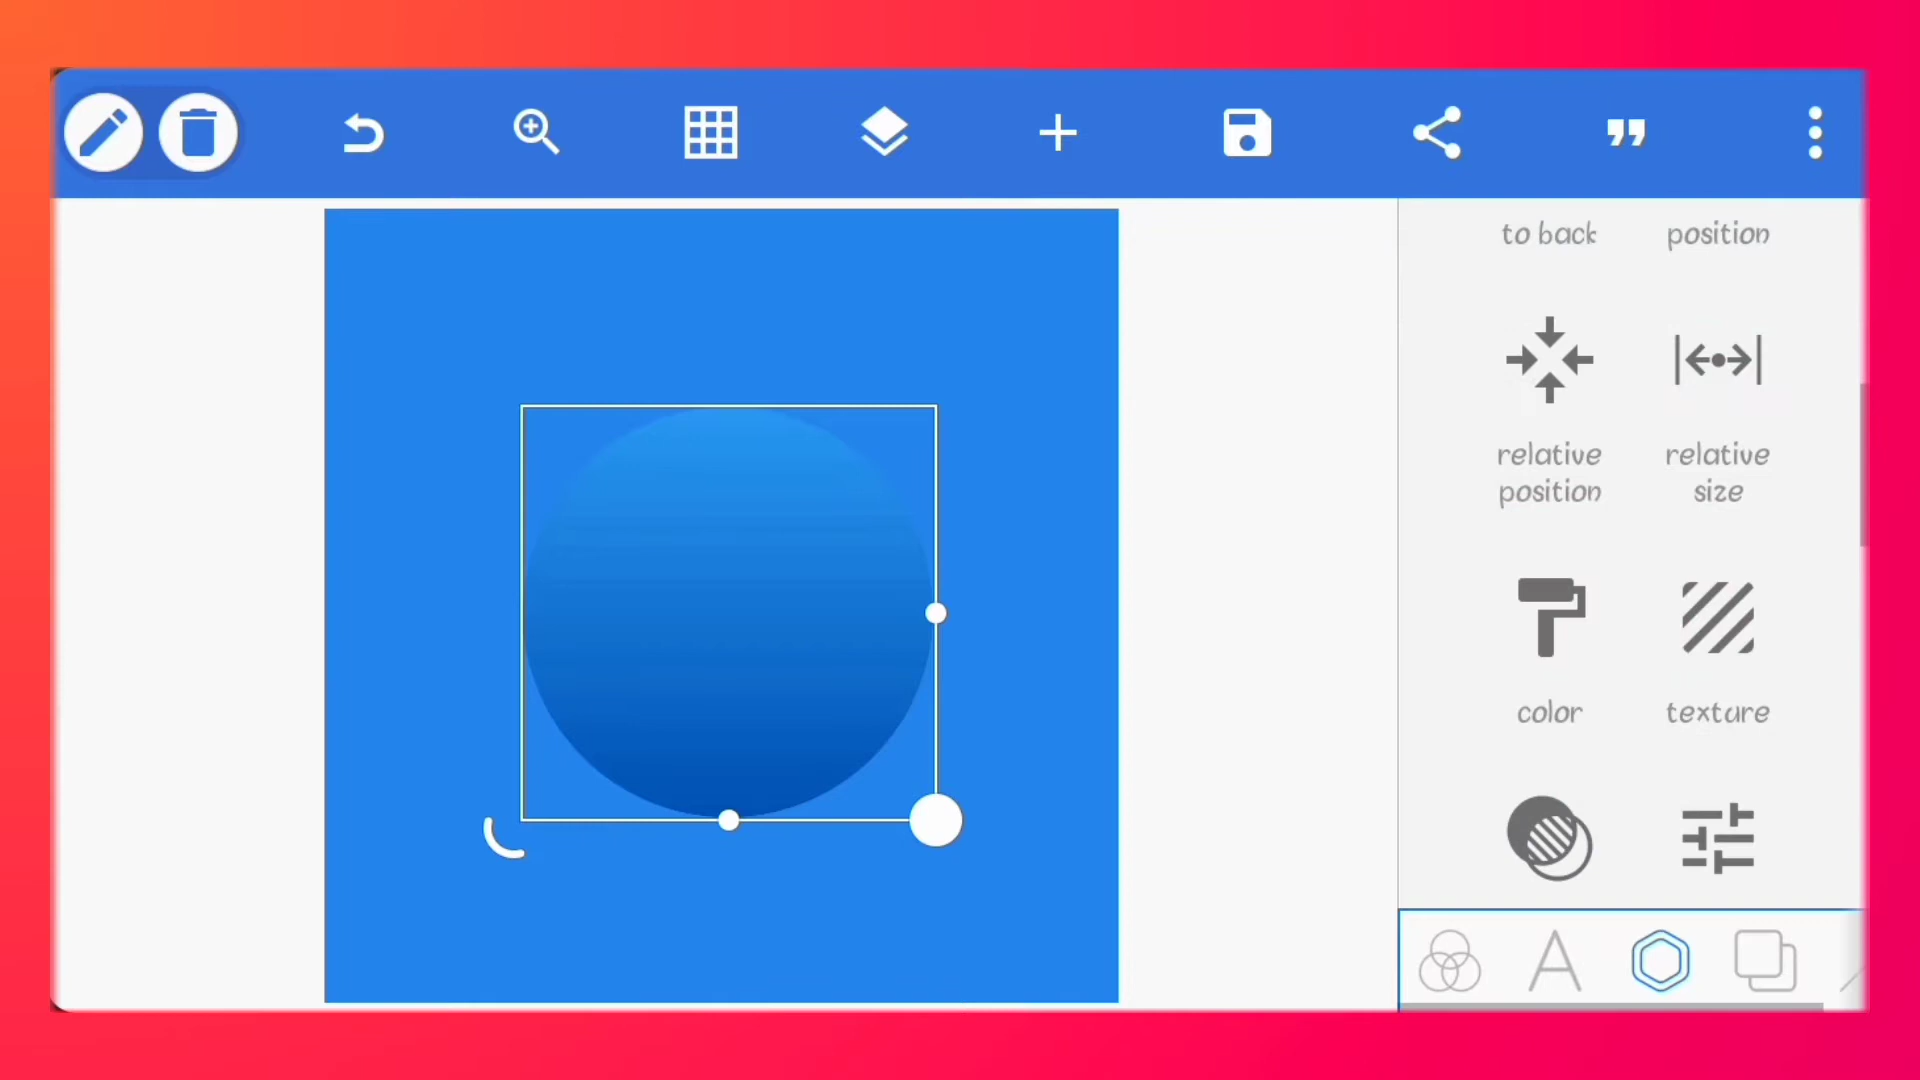 to back
position
relative
position
relative
size
color
texture